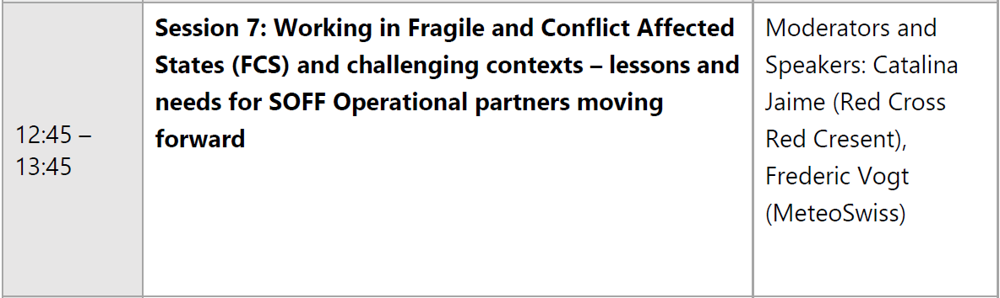 12:45 –
13:45
Session 7: Working in Fragile and Conflict Affected
States (FCS) and challenging contexts – lessons and
needs for SOFF Operational partners moving
forward
Moderators and
Speakers: Catalina
Jaime (Red Cross
Red Cresent),
Frederic Vogt
(MeteoSwiss)